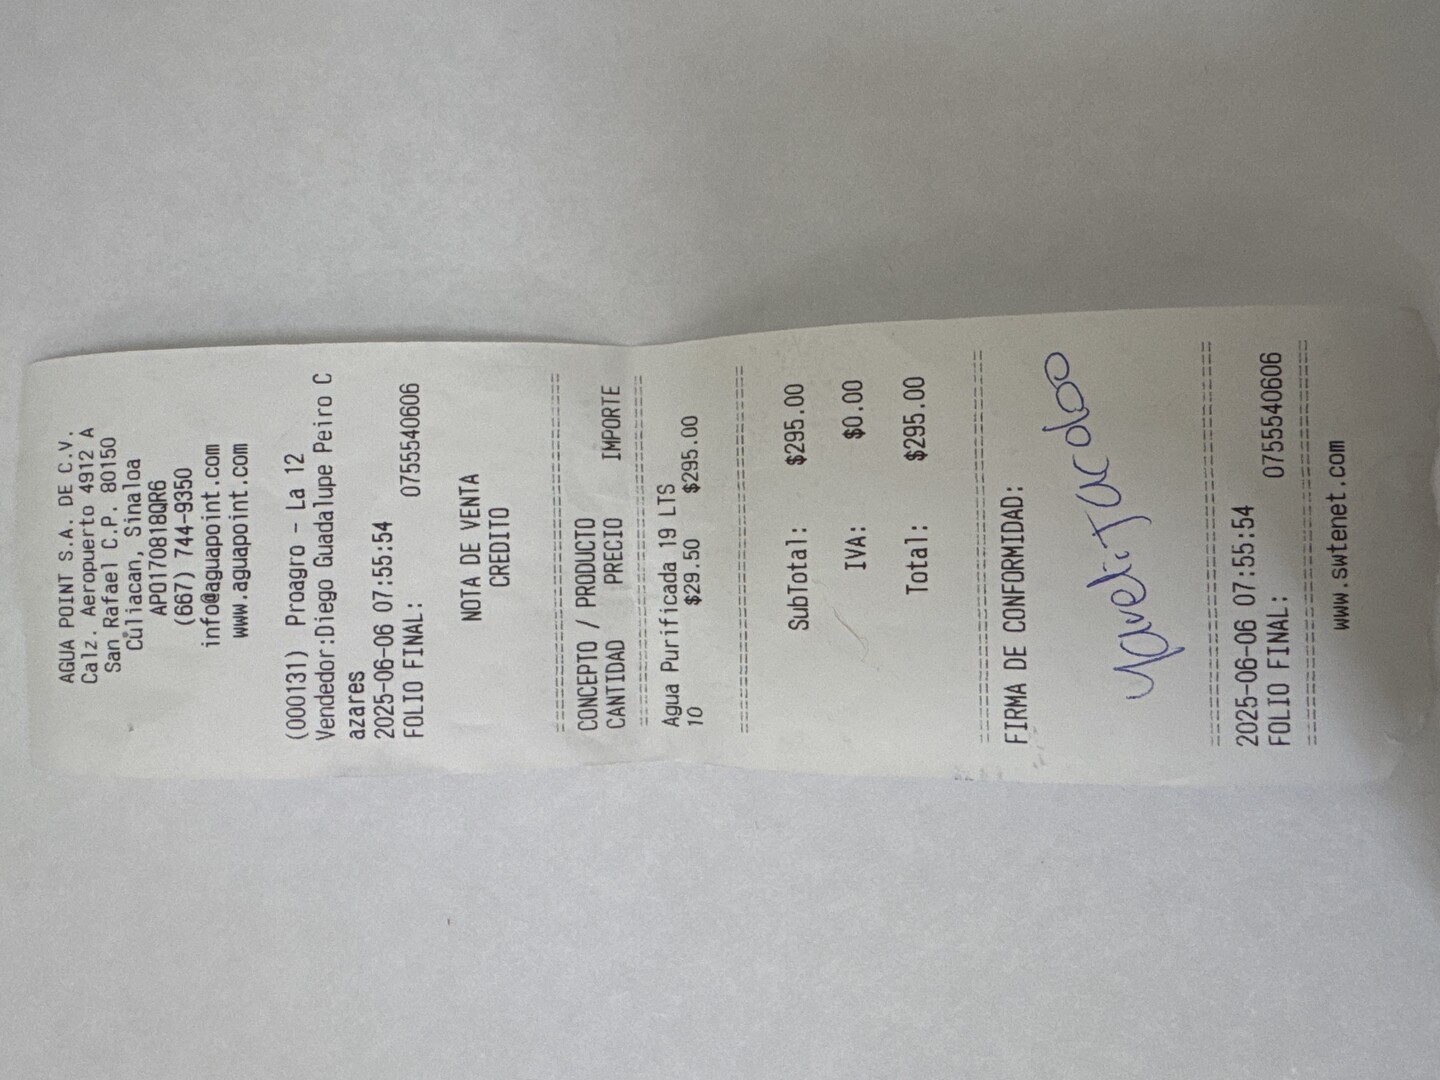 AGUA POINT S.A. DE C.V.
Calz. Aeropuerto 4912 A
San Rafael C.P. 80150
Culiacan, Sinaloa
APO170818QR6
(667) 744-9350
info@aguapoint.com
www.aguapoint.com
(000131) Proagro - La 12
Vendedor:Diego Guadalupe Peiro C
azares
2025-06-06 07:55:54
FOLIO FINAL: 0755540606
NOTA DE VENTA
CREDITO
================================
CONCEPTO / PRODUCTO
CANTIDAD PRECIO IMPORTE
================================
Agua Purificada 19 LTS
10 $29.50 $295.00
================================
SubTotal: $295.00
IVA: $0.00
Total: $295.00
================================
FIRMA DE CONFORMIDAD:
================================
2025-06-06 07:55:54
FOLIO FINAL: 0755540606
================================
www.swtenet.com